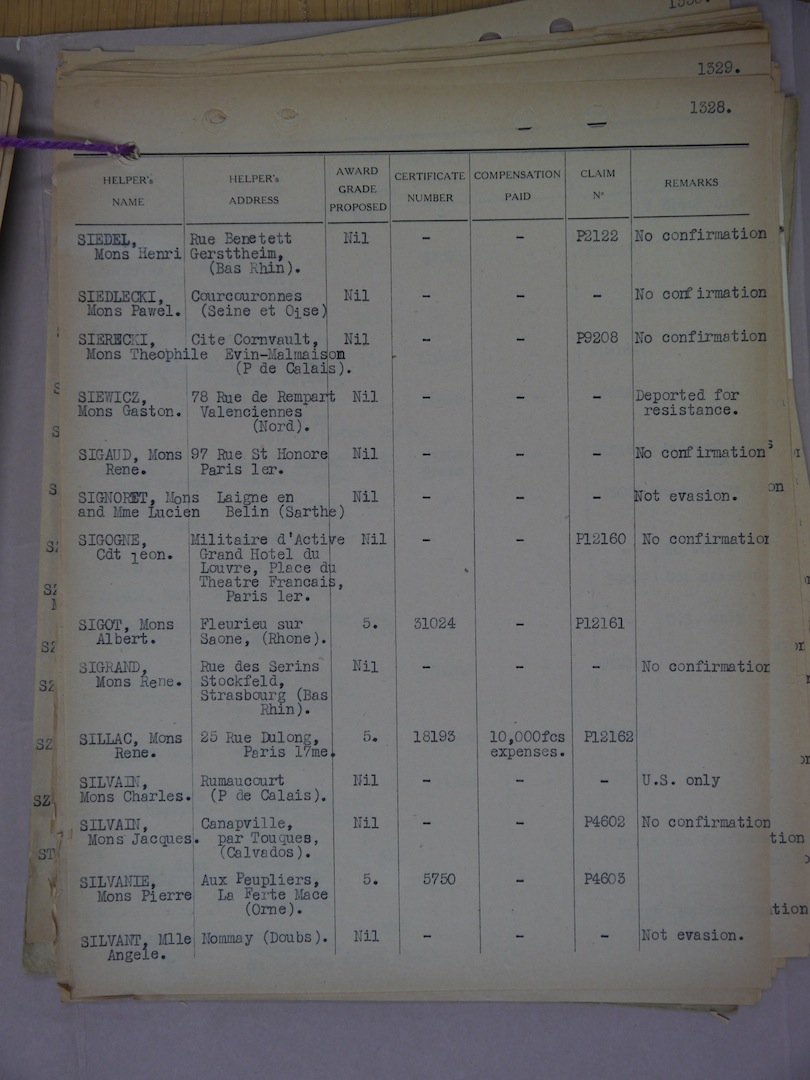 1329.
1328.
HELPER's NAME HELPER's ADDRESS AWARD GRADE PROPOSED CERTIFICATE NUMBER COMPENSATION PAID CLAIM Nº REMARKS
SIEDEL, Rue Benetett Nil - - P2122 No confirmation
Mons Henri Gersttheim,
(Bas Rhin).
SIEDLECKI, Courcouronnes Nil - - - No confirmation
Mons Pawel. (Seine et Oise)
SIERECKI, Cite Cornvault, Nil - - P9208 No confirmation
Mons Theophile Evin-Malmaison
(P de Calais).
SIEWICZ, 78 Rue de Rempart Nil - - - Deported for
Mons Gaston. Valenciennes resistance.
(Nord).
SIGAUD, Mons 97 Rue St Honore Nil - - - No confirmation
Rene. Paris 1er.
SIGNORET, Mons Laigne en Nil - - - Not evasion.
and Mme Lucien Belin (Sarthe)
SIGOGNE, Militaire d'Active Nil - - P12160 No confirmation
Cdt leon. Grand Hotel du
Louvre, Place du
Theatre Francais,
Paris 1er.
SIGOT, Mons Fleurieu sur 5. 31024 - P12161
Albert. Saone, (Rhone).
SIGRAND, Rue des Serins Nil - - - No confirmation
Mons Rene. Stockfeld,
Strasbourg (Bas
Rhin).
SILLAC, Mons 25 Rue Dulong, 5. 18193 10,000fcs P12162
Rene. Paris 17me. expenses.
SILVAIN, Rumaucourt Nil - - - U.S. only
Mons Charles. (P de Calais).
SILVAIN, Canapville, Nil - - P4602 No confirmation
Mons Jacques. par Touques,
(Calvados).
SILVANIE, Aux Peupliers, 5. 5750 - P4603
Mons Pierre La Ferte Mace
(Orne).
SILVANT, Mlle Nommay (Doubs). Nil - - - Not evasion.
Angele.